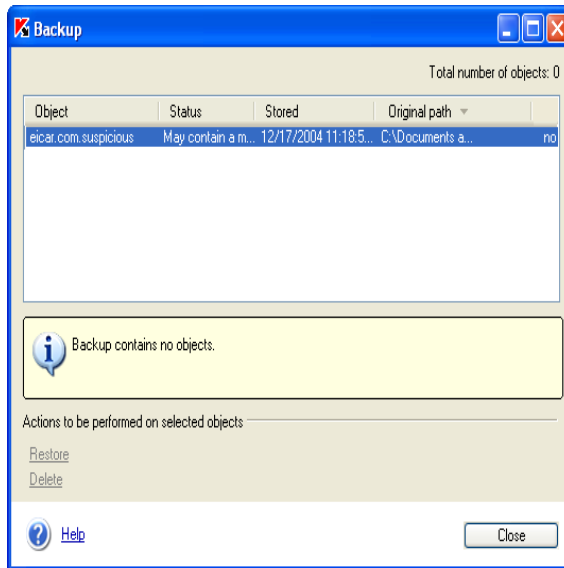 Backup
Total number of objects: 0
Object Status Stored Original path
eicar.com.suspicious May contain a m... 12/17/2004 11:18:5... C:\Documents a... no
Backup contains no objects.
Actions to be performed on selected objects
Restore
Delete
Help
Close